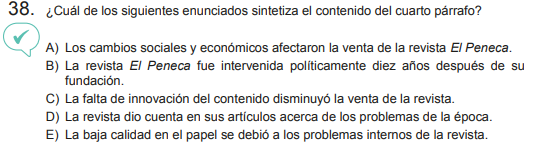 38. ¿Cuál de los siguientes enunciados sintetiza el contenido del cuarto párrafo?
A) Los cambios sociales y económicos afectaron la venta de la revista El Peneca.
B) La revista El Peneca fue intervenida políticamente diez años después de su
fundación.
C) La falta de innovación del contenido disminuyó la venta de la revista.
D) La revista dio cuenta en sus artículos acerca de los problemas de la época.
E) La baja calidad en el papel se debió a los problemas internos de la revista.